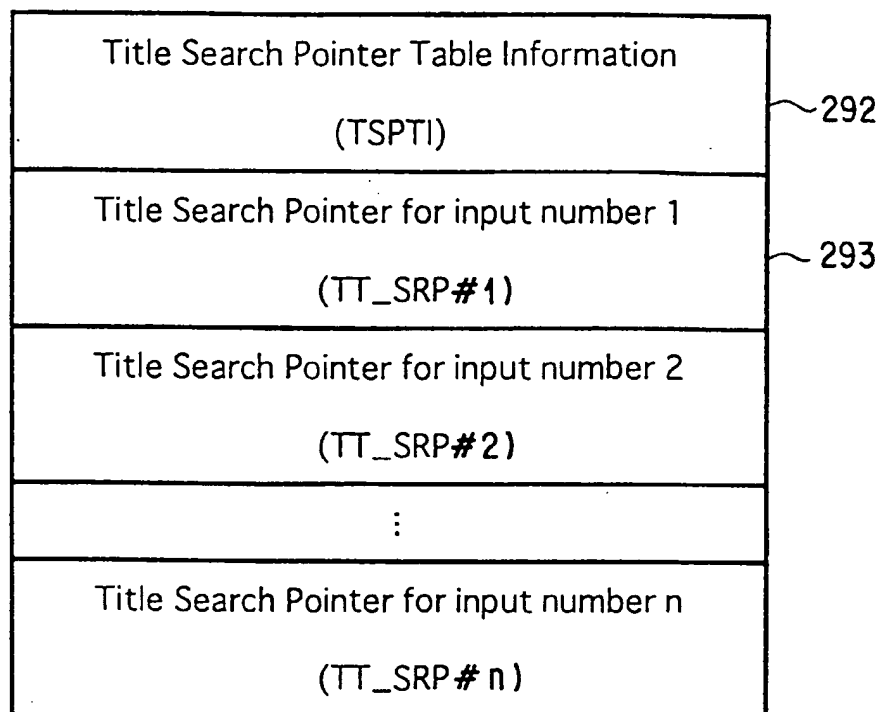 Title Search Pointer Table Information
(TSPTI)
292
Title Search Pointer for input number 1
(TT_SRP#1)
293
Title Search Pointer for input number 2
(TT_SRP#2)
⋮
Title Search Pointer for input number n
(TT_SRP#n)